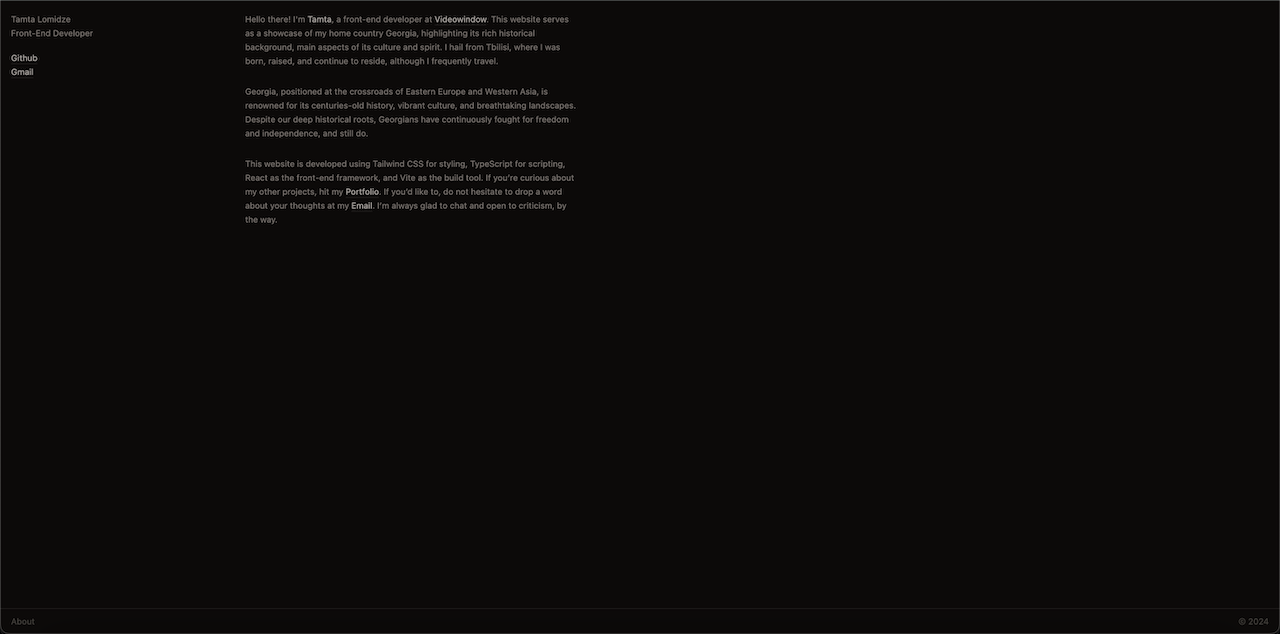 Tamta Lomidze
Front-End Developer
Github
Gmail
Hello there! I'm Tamta, a front-end developer at Videowindow. This website serves
as a showcase of my home country Georgia, highlighting its rich historical
background, main aspects of its culture and spirit. I hail from Tbilisi, where I was
born, raised, and continue to reside, although I frequently travel.
Georgia, positioned at the crossroads of Eastern Europe and Western Asia, is
renowned for its centuries-old history, vibrant culture, and breathtaking landscapes.
Despite our deep historical roots, Georgians have continuously fought for freedom
and independence, and still do.
This website is developed using Tailwind CSS for styling, TypeScript for scripting,
React as the front-end framework, and Vite as the build tool. If you're curious about
my other projects, hit my Portfolio. If you'd like to, do not hesitate to drop a word
about your thoughts at my Email. I'm always glad to chat and open to criticism, by
the way.
About
© 2024